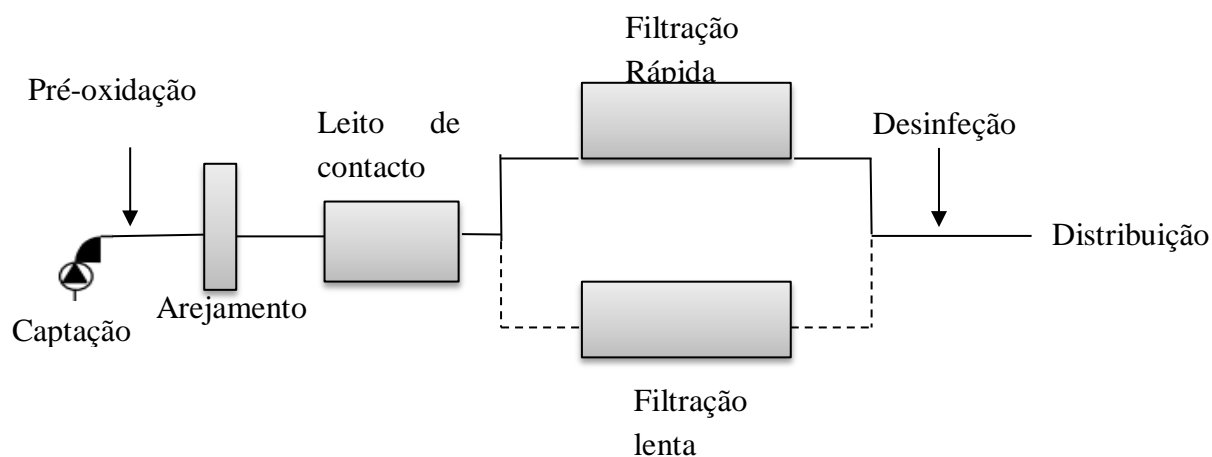 Filtração
Rápida
Pré-oxidação
Leito de
contacto
Desinfeção
Distribuição
Arejamento
Captação
Filtração
lenta